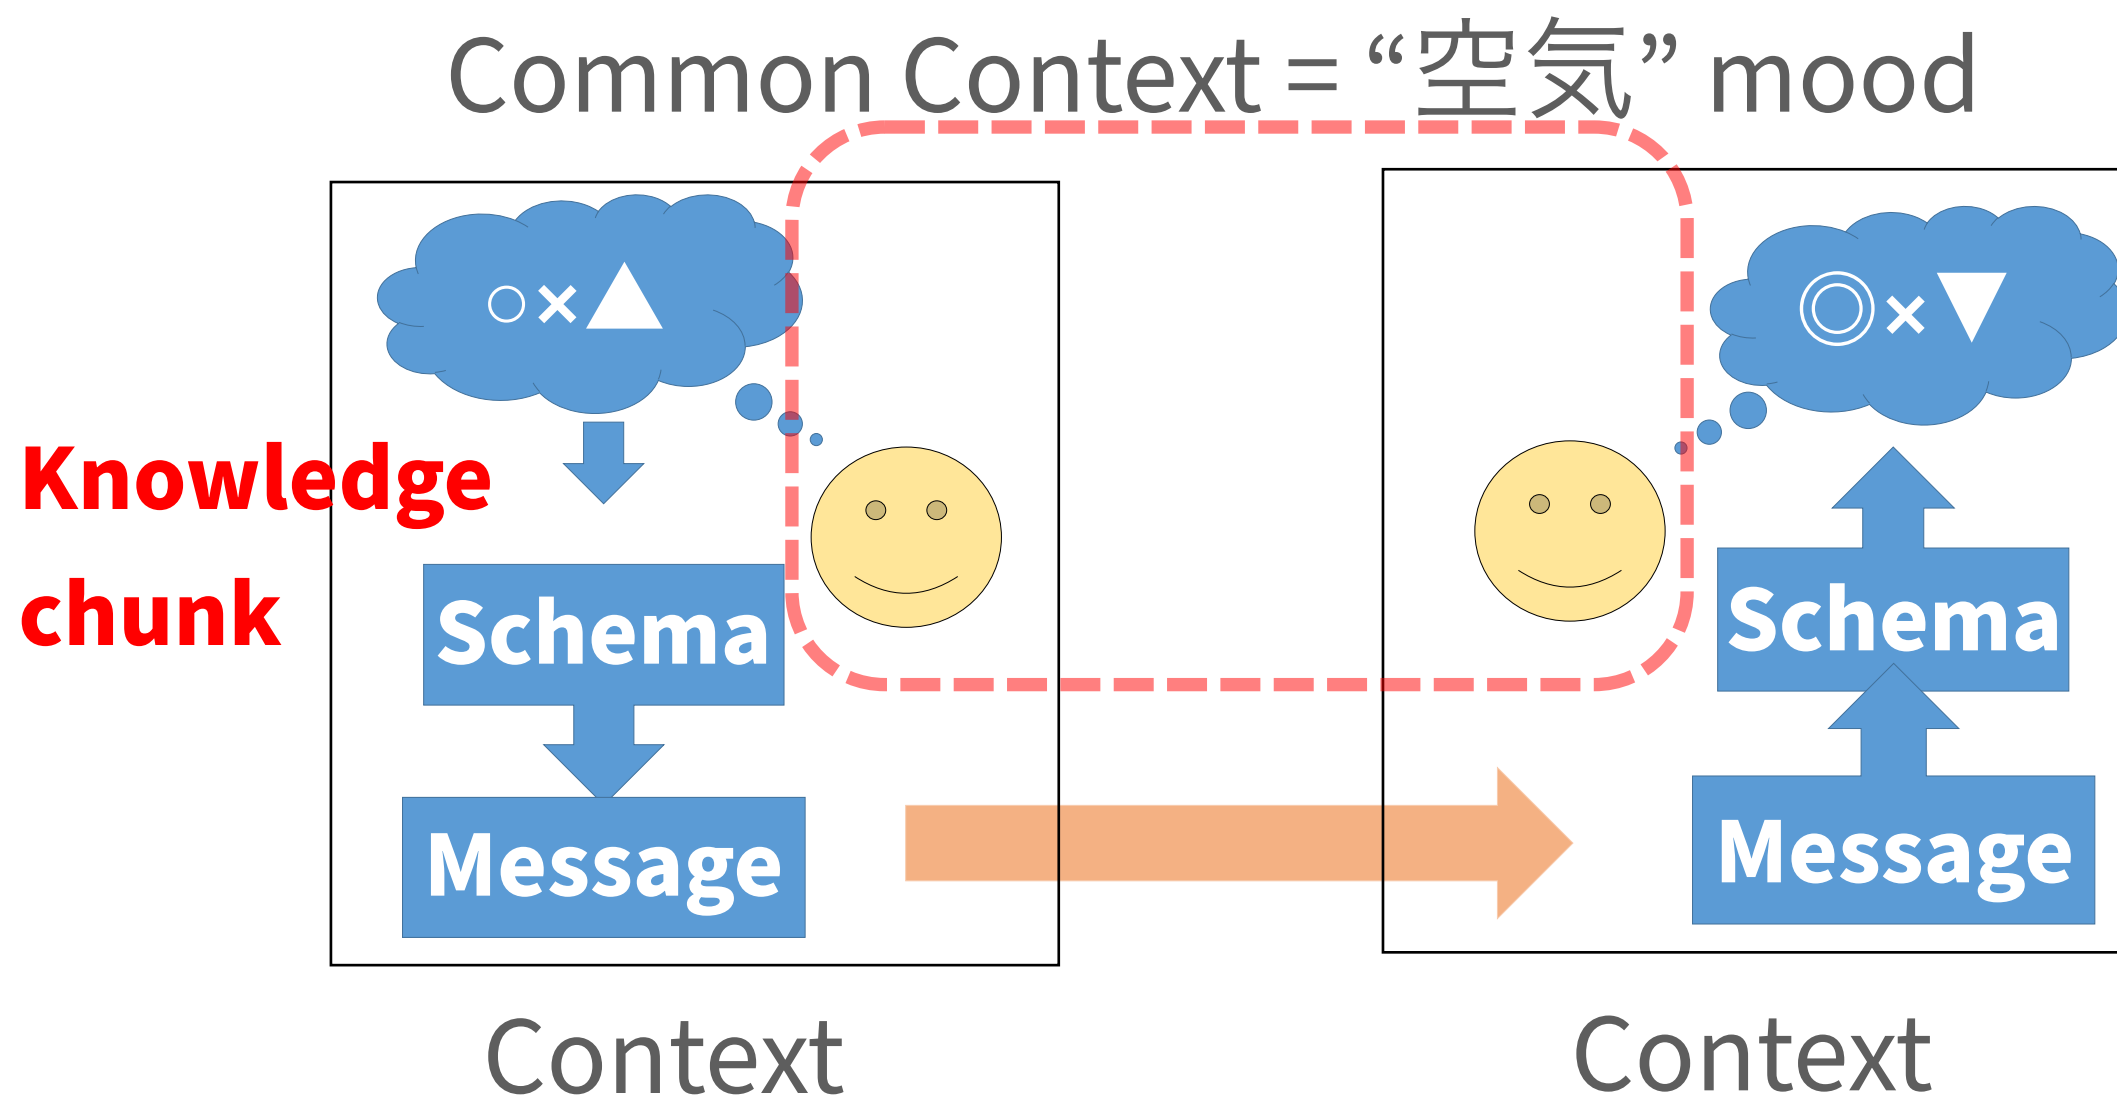 Common Context = “空気” mood
○×▲
◎×▼
Knowledge
chunk
Schema
Schema
Message
Message
Context
Context